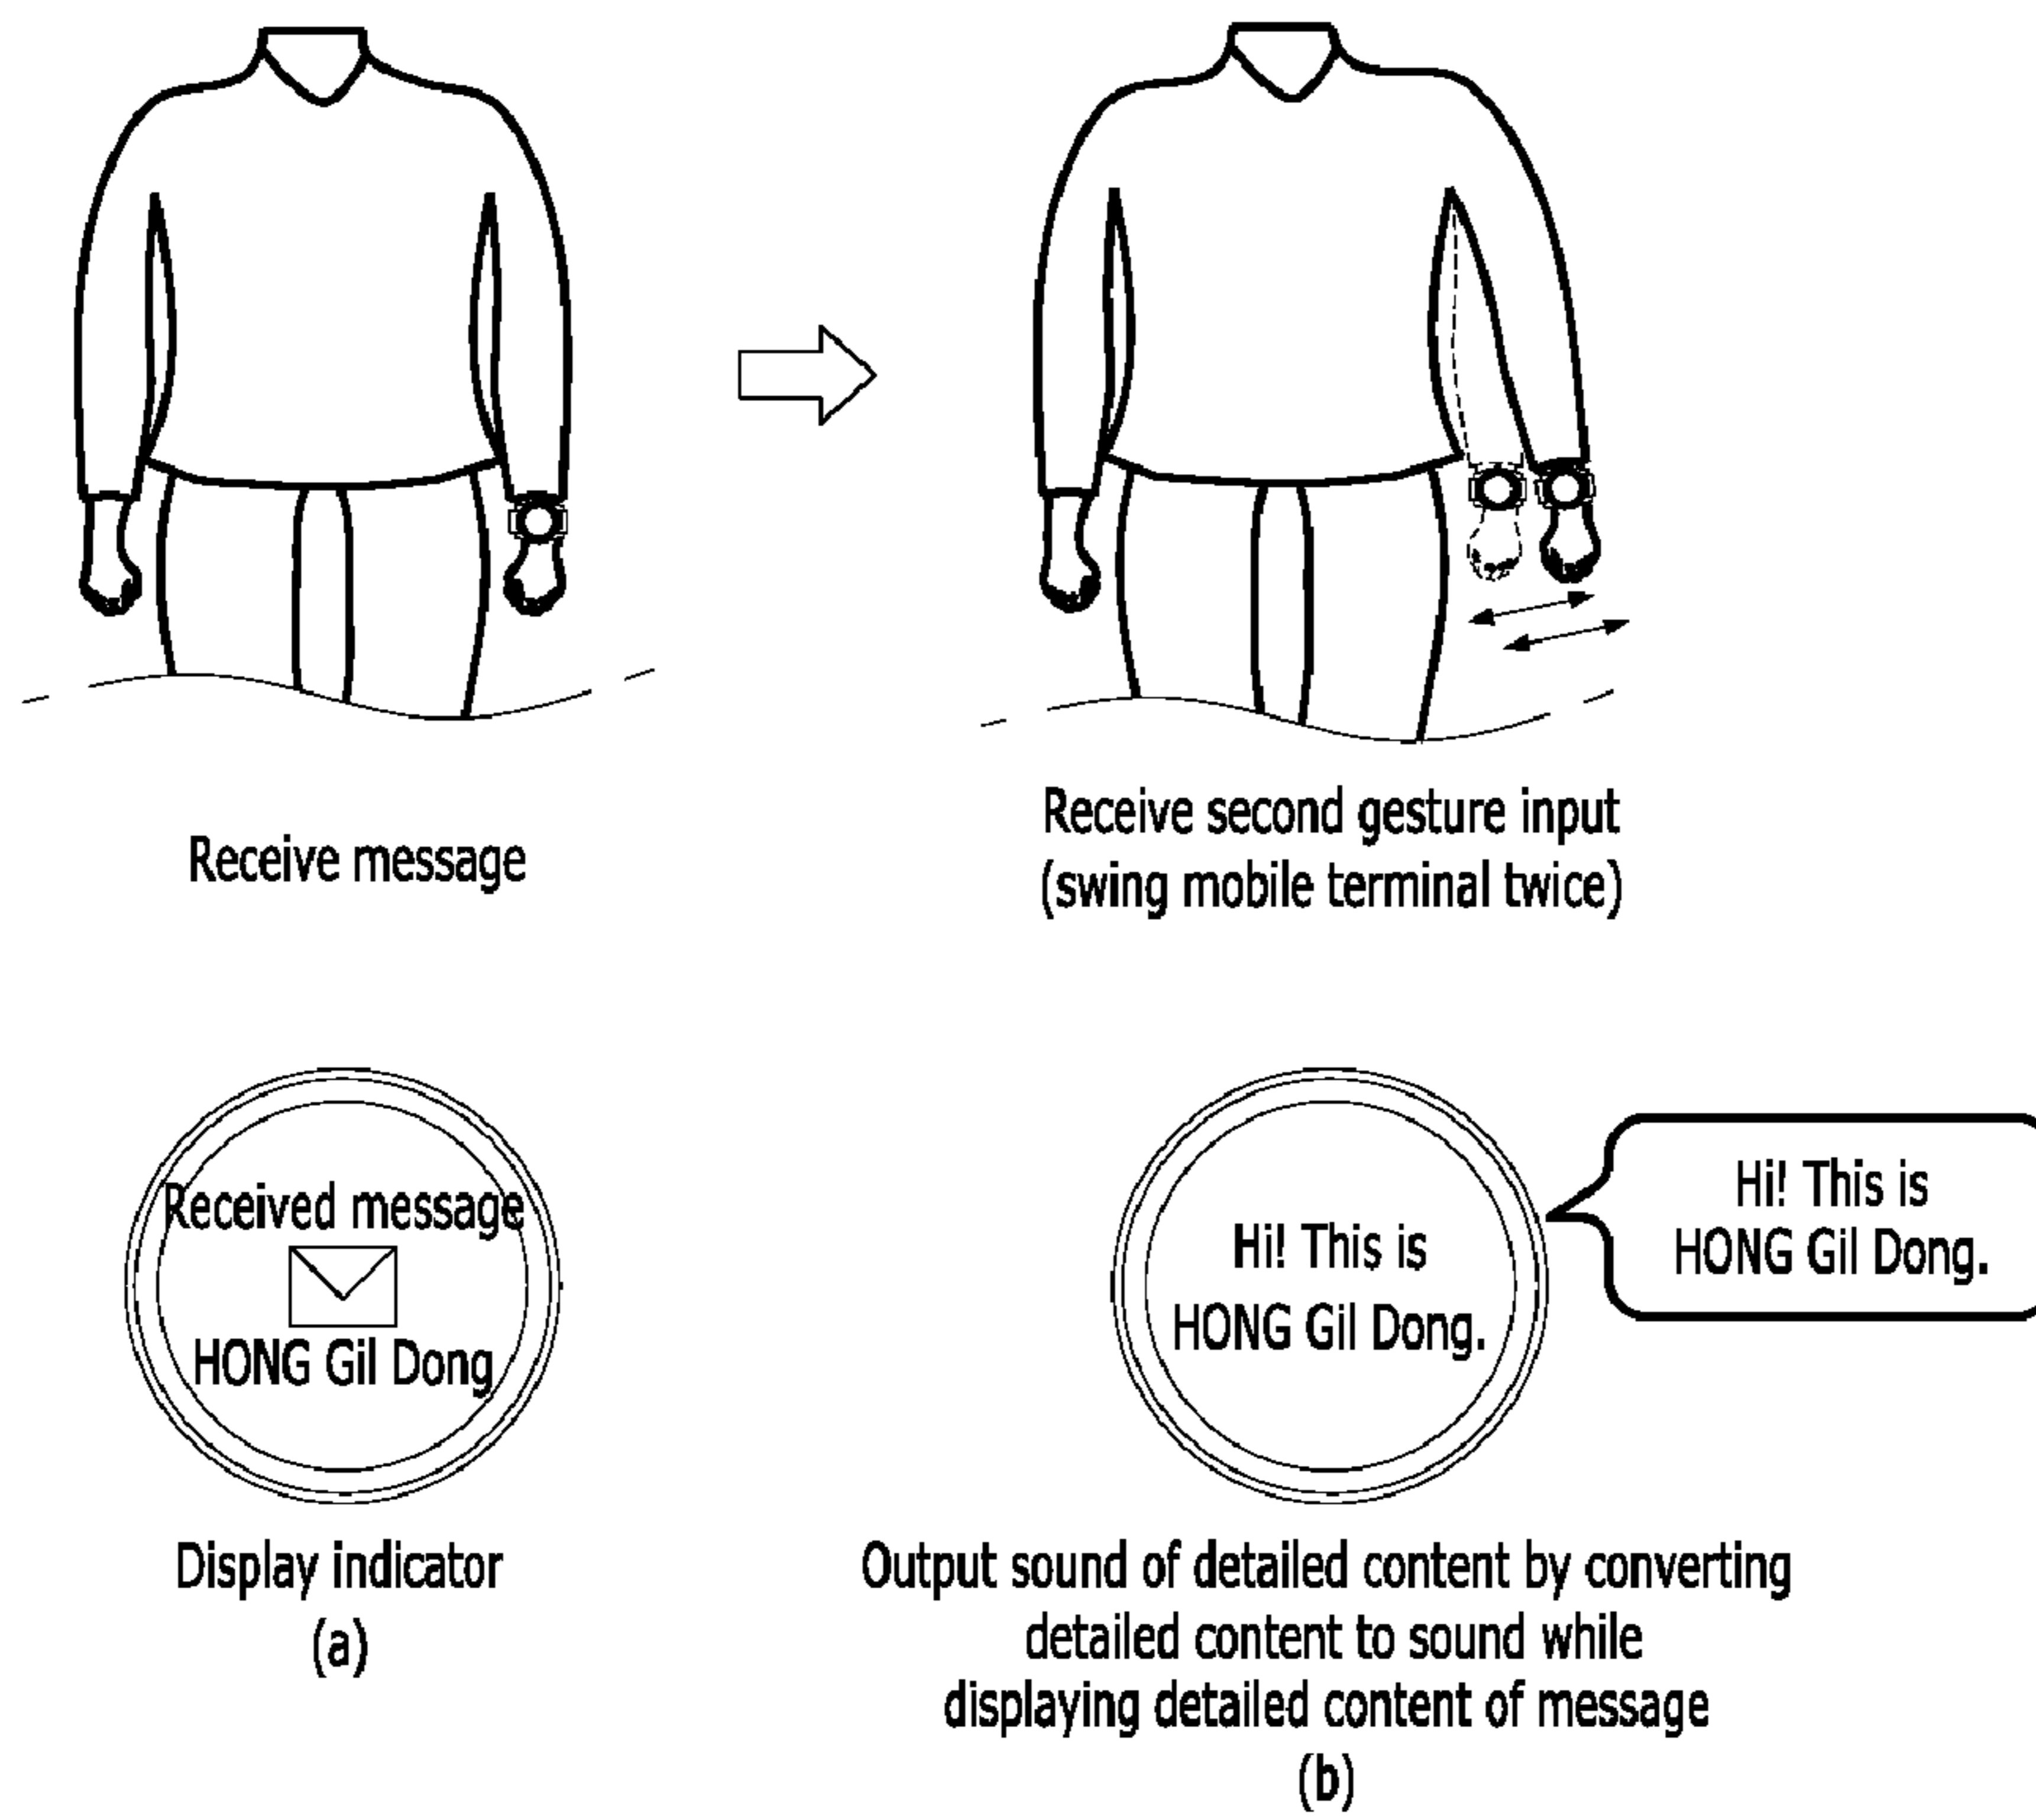 Receive message
Receive second gesture input
(swing mobile terminal twice)
Received message
HONG Gil Dong
Display indicator
(a)
Hi! This is
HONG Gil Dong.
Hi! This is
HONG Gil Dong.
Output sound of detailed content by converting
detailed content to sound while
displaying detailed content of message
(b)